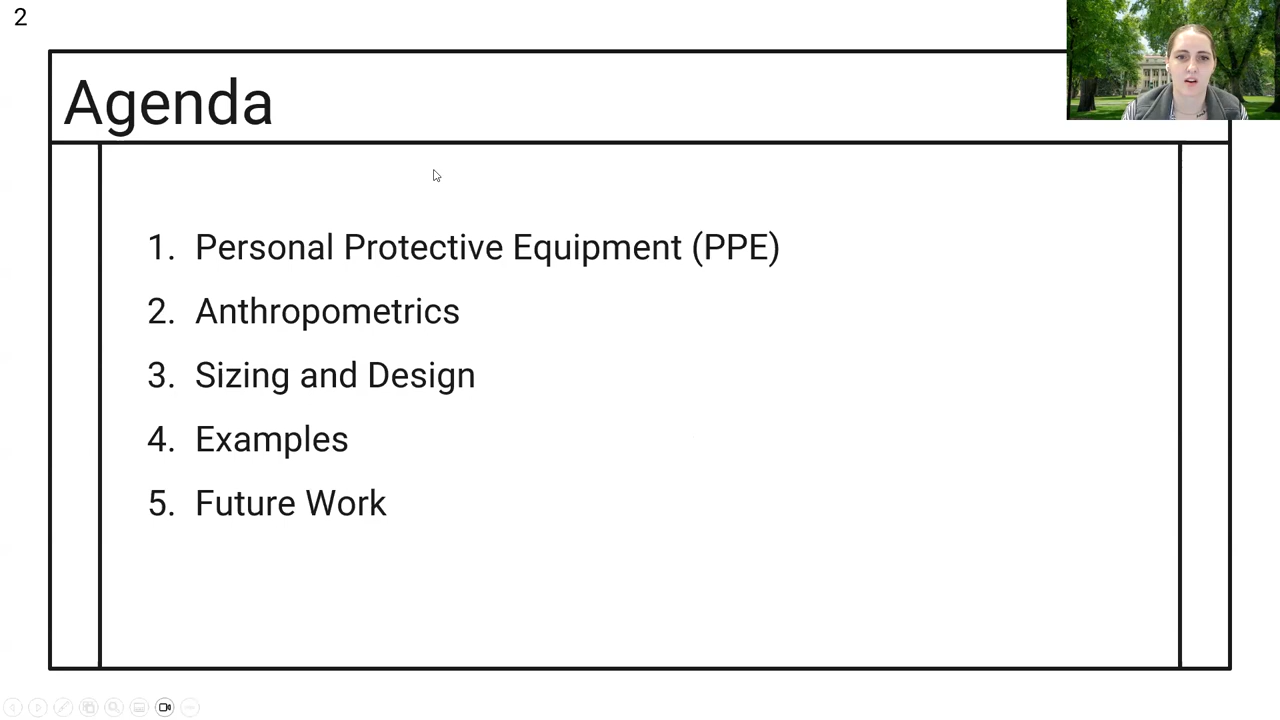 2
Agenda
1. Personal Protective Equipment (PPE)
2. Anthropometrics
3. Sizing and Design
4. Examples
5. Future Work